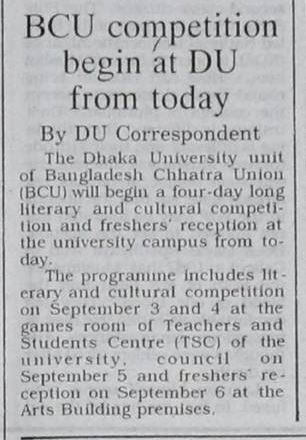 BCU competition
begin at DU
from today
By DU Correspondent
The Dhaka University unit
of Bangladesh Chhatra Union
(BCU) will begin a four-day long
literary and cultural competi-
tion and freshers' reception at
the university campus from to-
day.
The programme includes lit-
erary and cultural competition
on September 3 and 4 at the
games room of Teachers and
Students Centre (TSC) of the
university, council on
September 5 and freshers' re-
ception on September 6 at the
Arts Building premises.